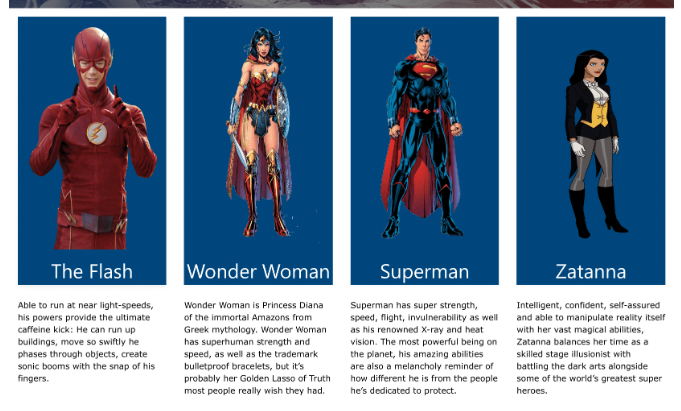 The Flash
Able to run at near light-speeds,
his powers provide the ultimate
caffeine kick: He can run up
buildings, move so swiftly he
phases through objects, create
sonic booms with the snap of his
fingers.
Wonder Woman
Wonder Woman is Princess Diana
of the immortal Amazons from
Greek mythology. Wonder Woman
has superhuman strength and
speed, as well as the trademark
bulletproof bracelets, but it's
probably her Golden Lasso of Truth
most people really wish they had.
Superman
Superman has super strength,
speed, flight, invulnerability as well
as his renowned X-ray and heat
vision. The most powerful being on
the planet, his amazing abilities
are also a melancholy reminder of
how different he is from the people
he's dedicated to protect.
Zatanna
Intelligent, confident, self-assured
and able to manipulate reality itself
with her vast magical abilities,
Zatanna balances her time as a
skilled stage illusionist with
battling the dark arts alongside
some of the world's greatest super
heroes.